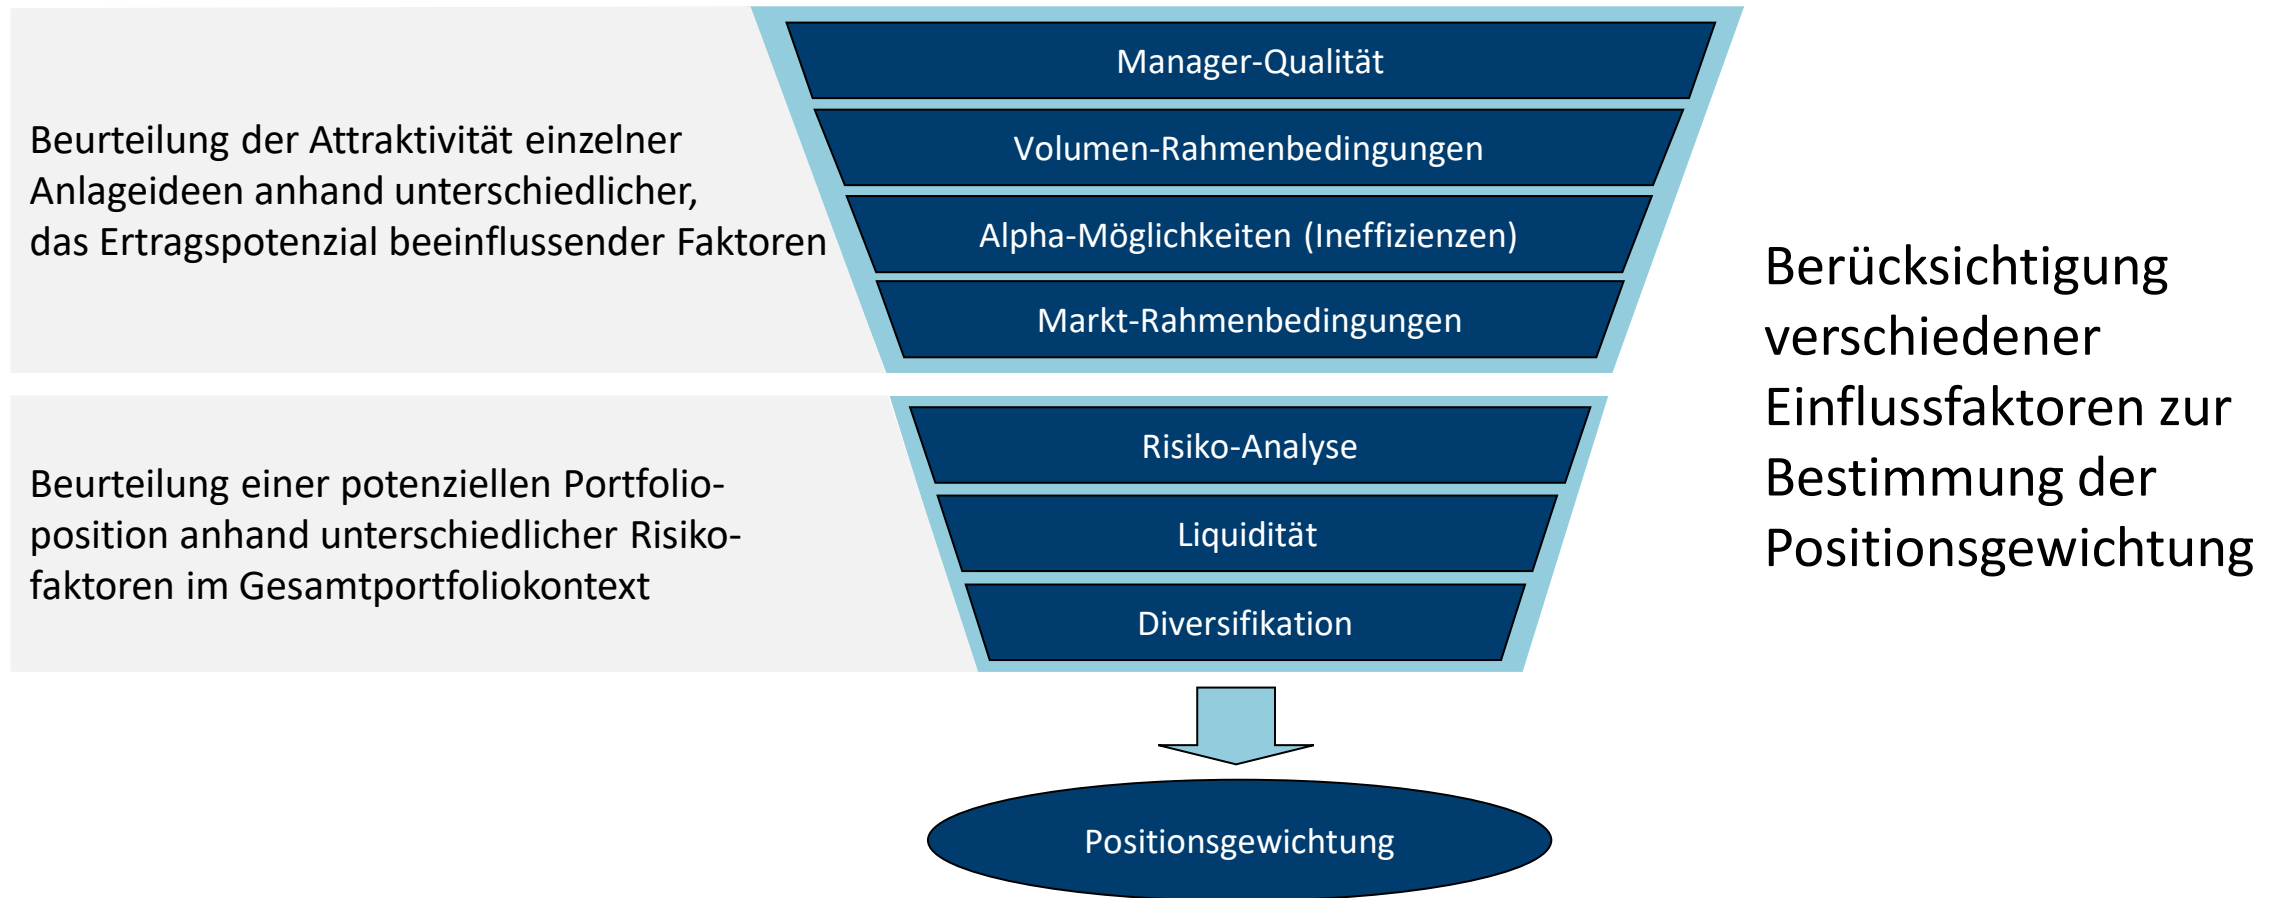 Beurteilung der Attraktivität einzelner
Anlageideen anhand unterschiedlicher,
das Ertragspotenzial beeinflussender Faktoren
Manager-Qualität
Volumen-Rahmenbedingungen
Alpha-Möglichkeiten (Ineffizienzen)
Markt-Rahmenbedingungen
Beurteilung einer potenziellen Portfolio-
position anhand unterschiedlicher Risiko-
faktoren im Gesamtportfoliokontext
Risiko-Analyse
Liquidität
Diversifikation
Positionsgewichtung
Berücksichtigung
verschiedener
Einflussfaktoren zur
Bestimmung der
Positionsgewichtung